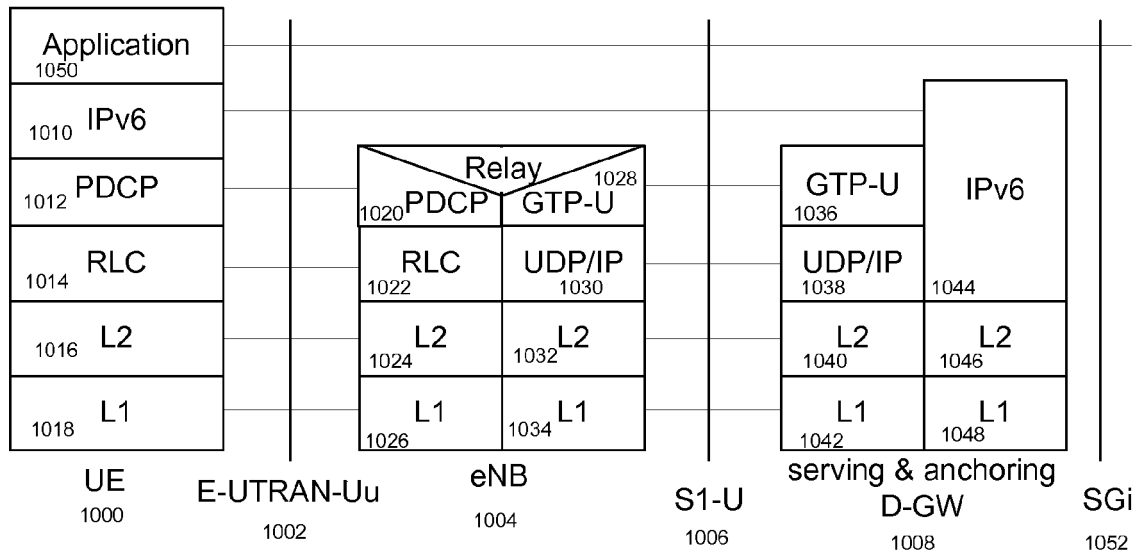 Application
1050
1010 IPv6
1012 PDCP
1014 RLC
1016 L2
1018 L1
UE
1000
E-UTRAN-Uu
1002
Relay
1028
1020 PDCP GTP-U
RLC UDP/IP
1022 1030
L2 L2
1024 1032
L1 L1
1026 1034
eNB
1004
S1-U
1006
GTP-U
1036
UDP/IP
1038
L2
1040
L1
1042
IPv6
1044
L2
1046
L1
1048
serving & anchoring
D-GW
1008
SGi
1052